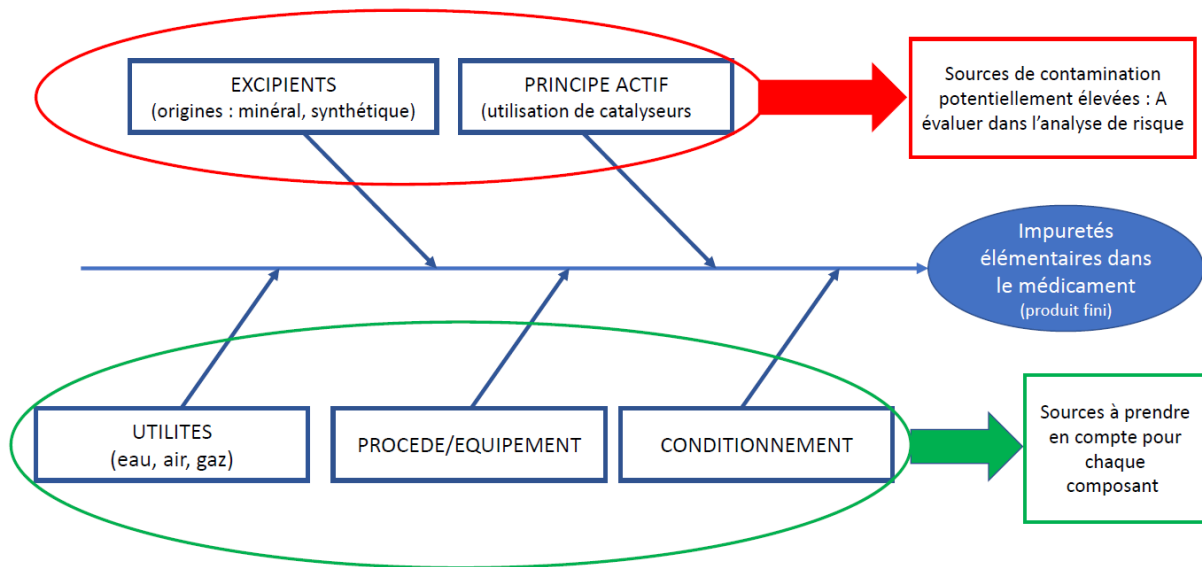 EXCIPIENTS
(origines : minéral, synthétique)
PRINCIPE ACTIF
(utilisation de catalyseurs
Sources de contamination
potentiellement élevées : A
évaluer dans l’analyse de risque
Impuretés
élémentaires dans
le médicament
(produit fini)
UTILITES
(eau, air, gaz)
PROCEDE/EQUIPEMENT
CONDITIONNEMENT
Sources à prendre
en compte pour
chaque
composant